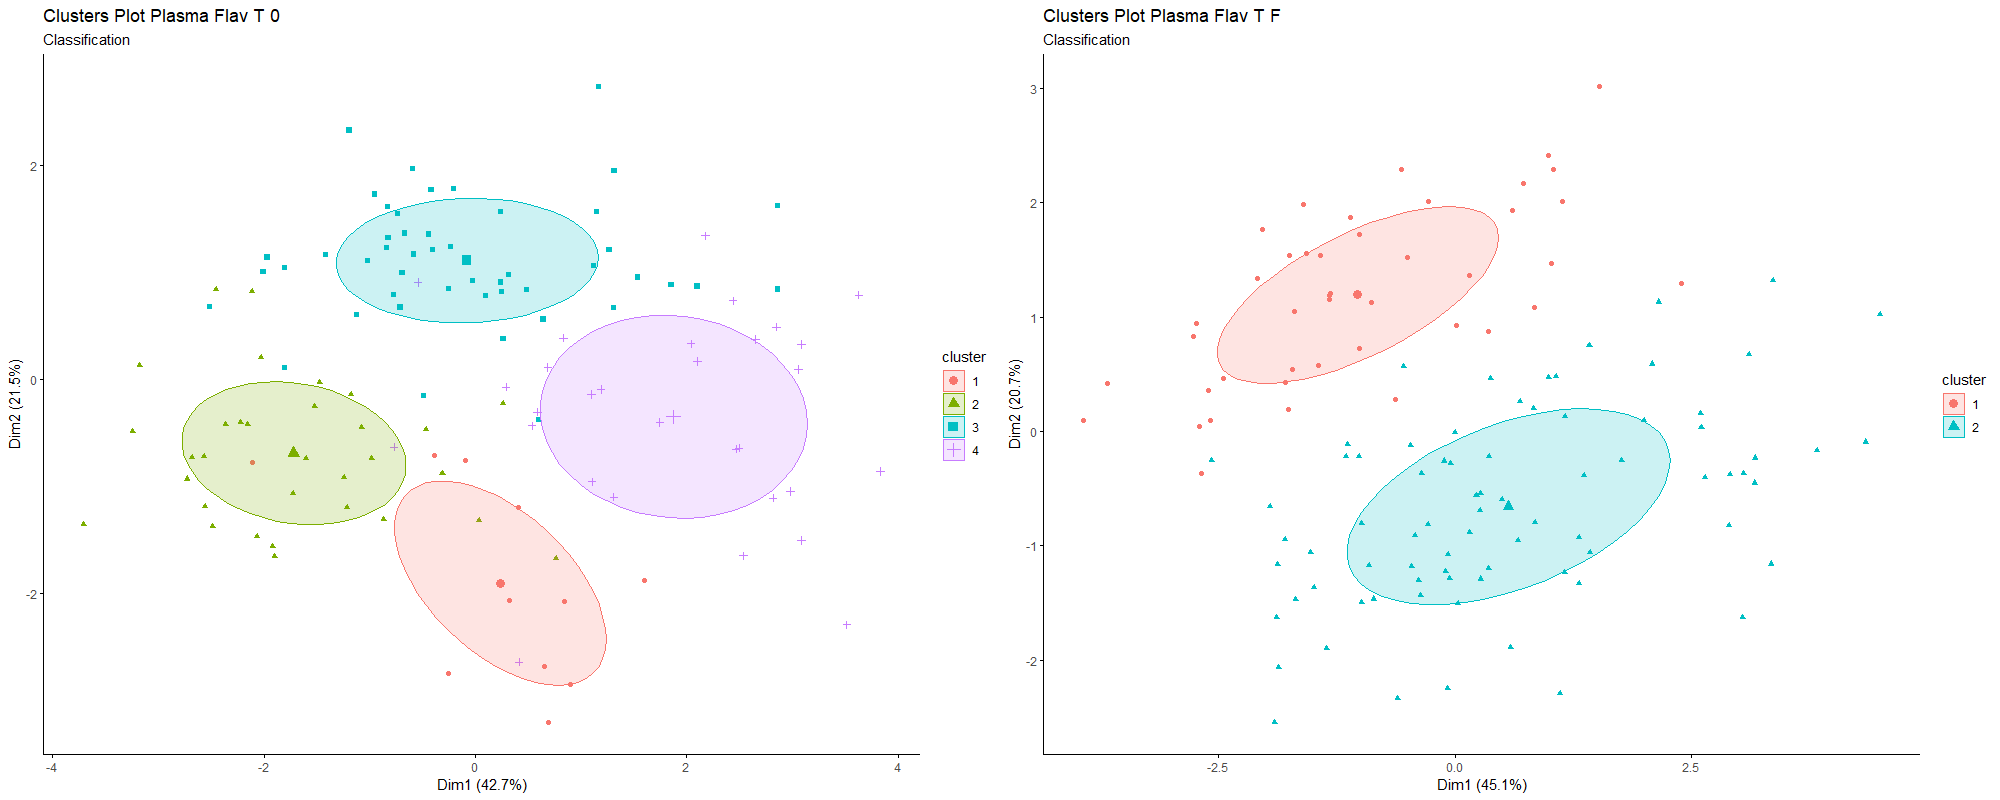 Clusters Plot Plasma Flav T 0
Classification
2
0
-2
Dim2 (21.5%)
-4
-2
0
2
4
Dim1 (42.7%)
cluster
1
2
3
4
Clusters Plot Plasma Flav T F
Classification
3
2
1
0
-1
-2
Dim2 (20.7%)
-2.5
0.0
2.5
Dim1 (45.1%)
cluster
1
2